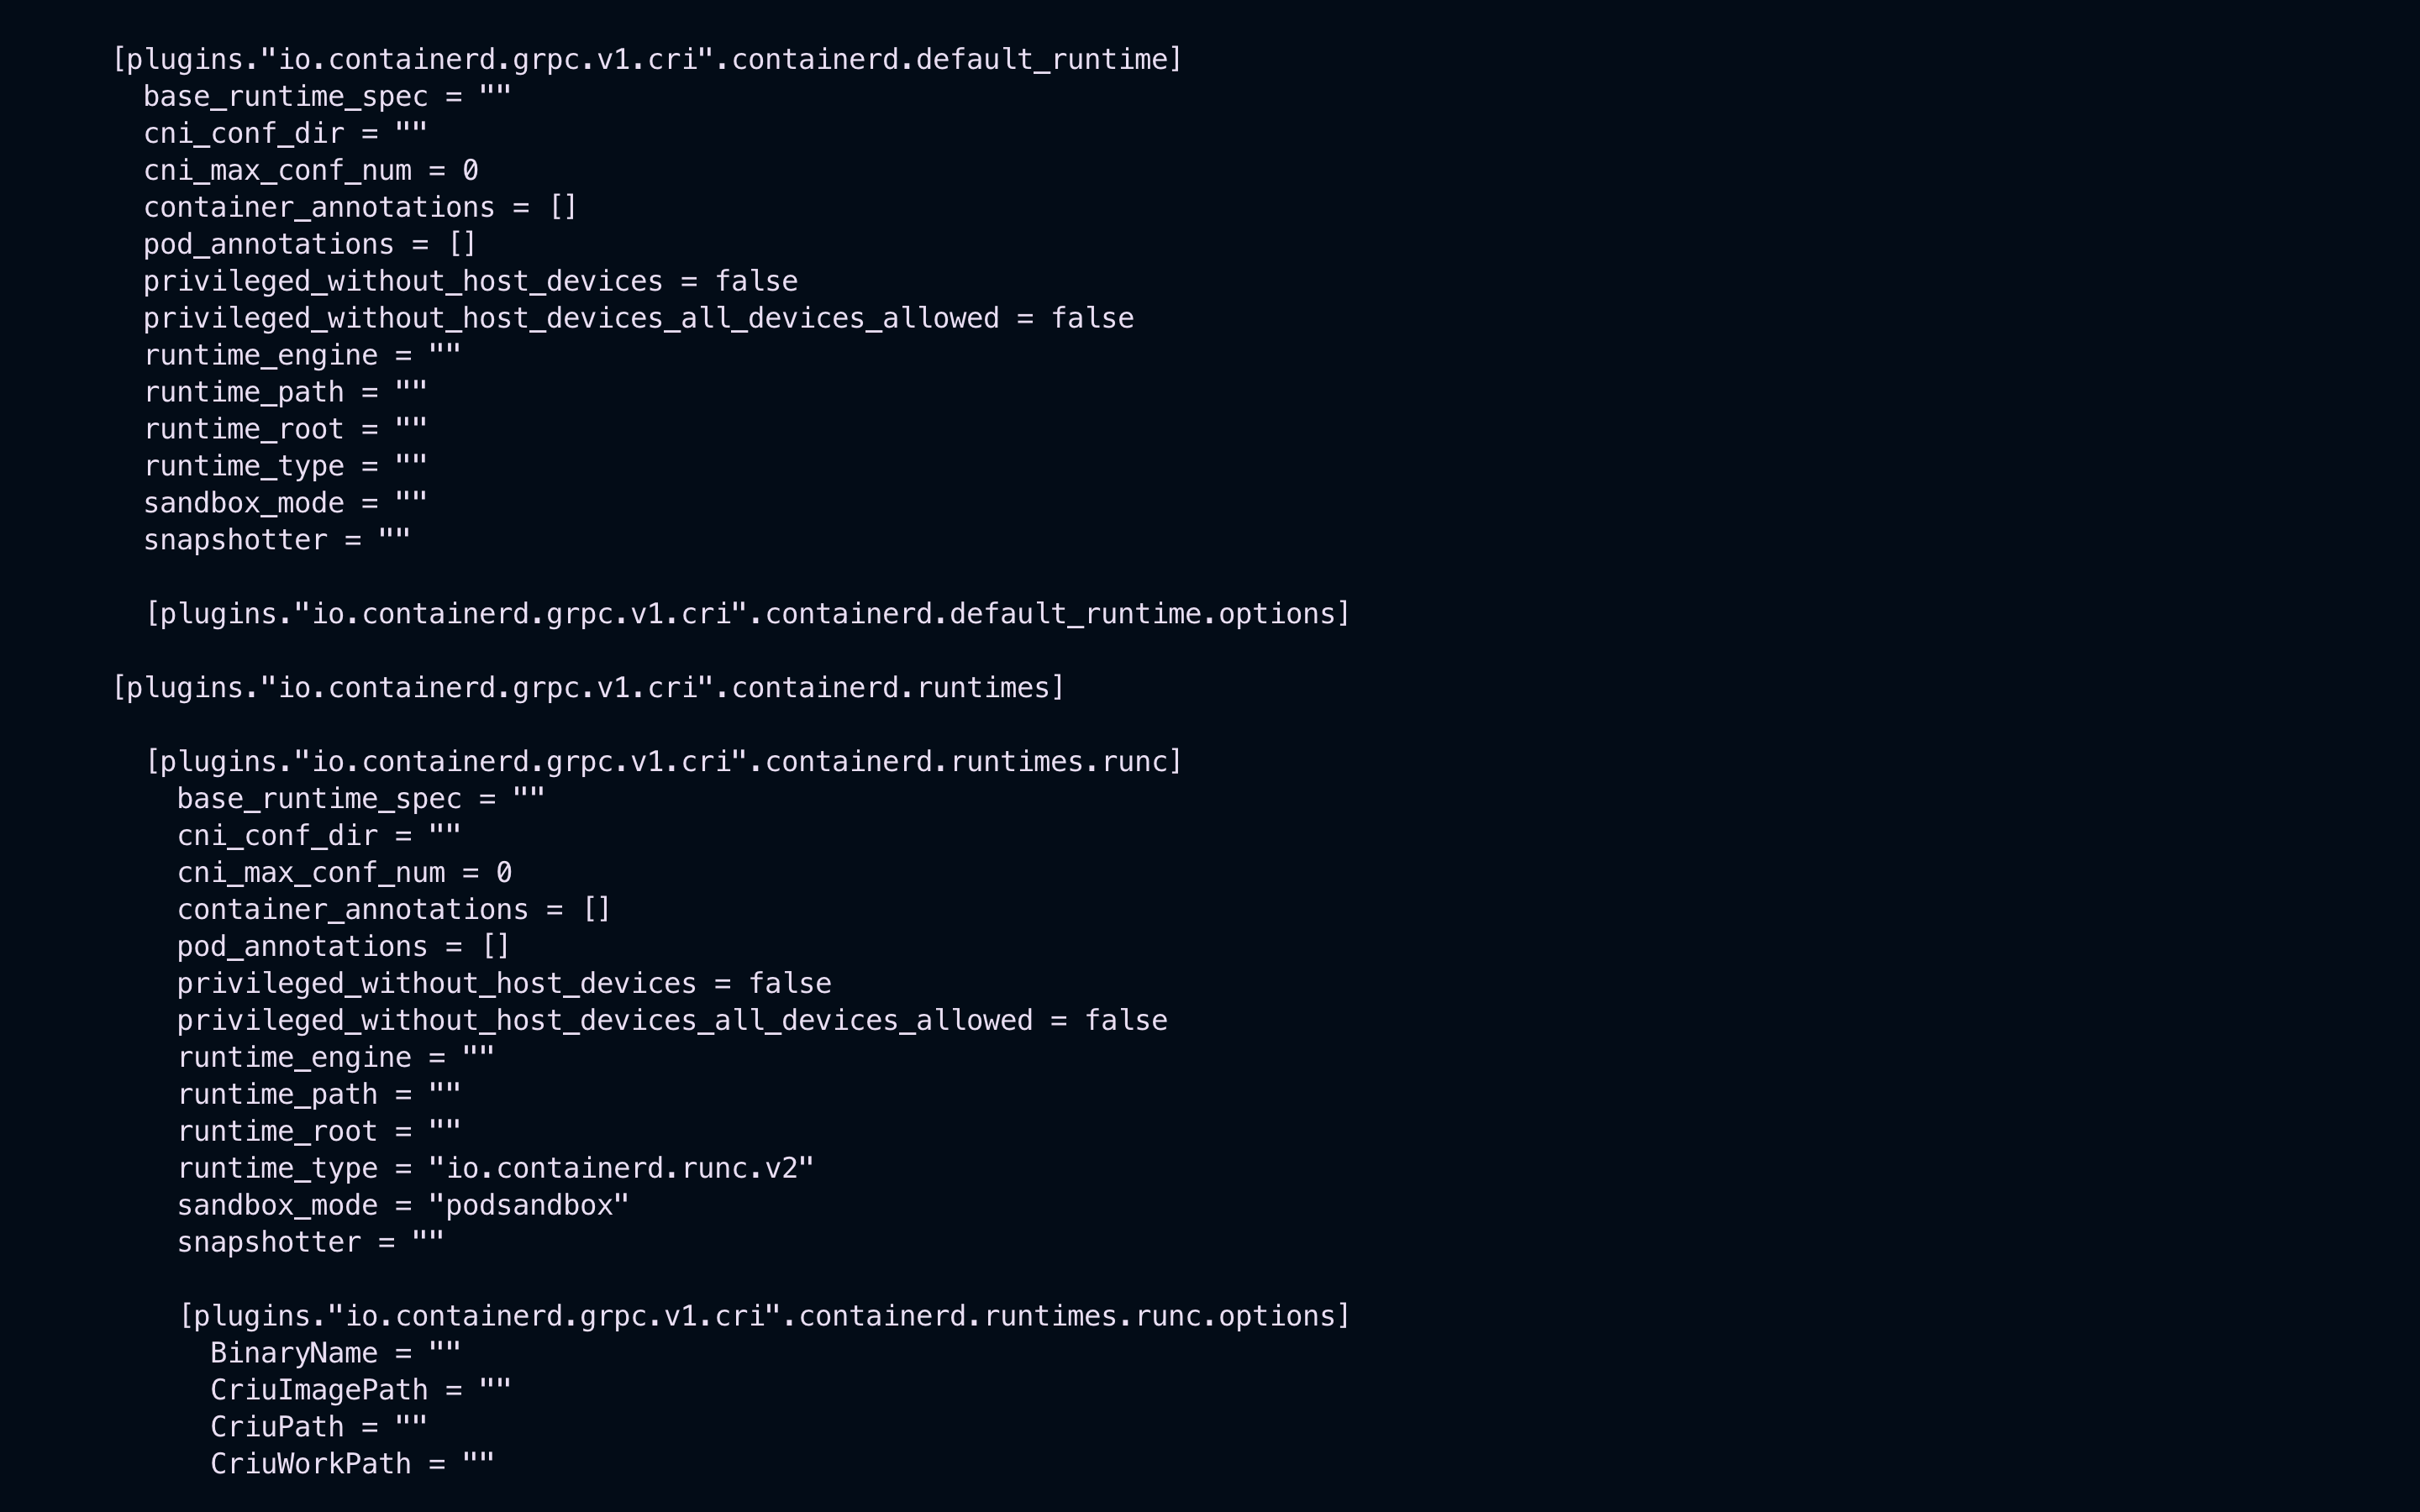 [plugins."io.containerd.grpc.v1.cri".containerd.default_runtime]
base_runtime_spec = ""
cni_conf_dir = ""
cni_max_conf_num = 0
container_annotations = []
pod_annotations = []
privileged_without_host_devices = false
privileged_without_host_devices_all_devices_allowed = false
runtime_engine = ""
runtime_path = ""
runtime_root = ""
runtime_type = ""
sandbox_mode = ""
snapshotter = ""
[plugins."io.containerd.grpc.v1.cri".containerd.default_runtime.options]
[plugins."io.containerd.grpc.v1.cri".containerd.runtimes]
[plugins."io.containerd.grpc.v1.cri".containerd.runtimes.runc]
base_runtime_spec = ""
cni_conf_dir = ""
cni_max_conf_num = 0
container_annotations = []
pod_annotations = []
privileged_without_host_devices = false
privileged_without_host_devices_all_devices_allowed = false
runtime_engine = ""
runtime_path = ""
runtime_root = ""
runtime_type = "io.containerd.runc.v2"
sandbox_mode = "podsandbox"
snapshotter = ""
[plugins."io.containerd.grpc.v1.cri".containerd.runtimes.runc.options]
BinaryName = ""
CriuImagePath = ""
CriuPath = ""
CriuWorkPath = ""